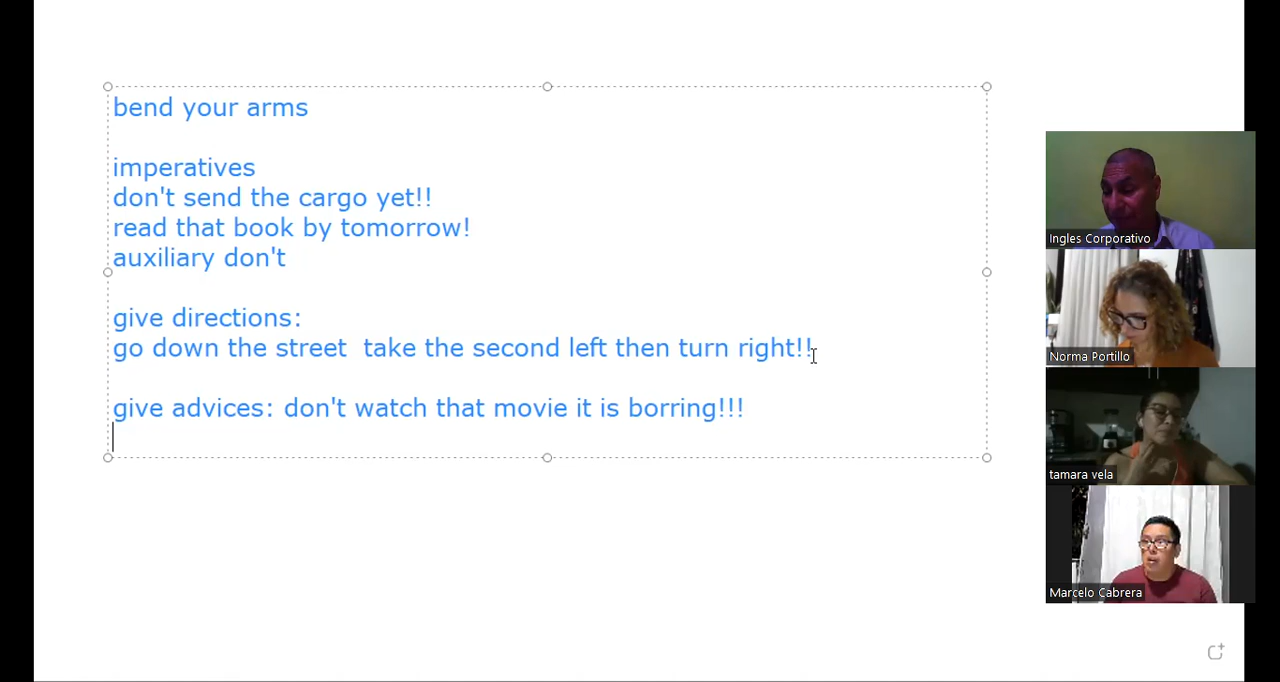 bend your arms
imperatives
don't send the cargo yet!!
read that book by tomorrow!
auxiliary don't
give directions:
go down the street  take the second left then turn right!!
give advices: don't watch that movie it is borring!!!
Ingles Corporativo
Norma Portillo
tamara vela
Marcelo Cabrera